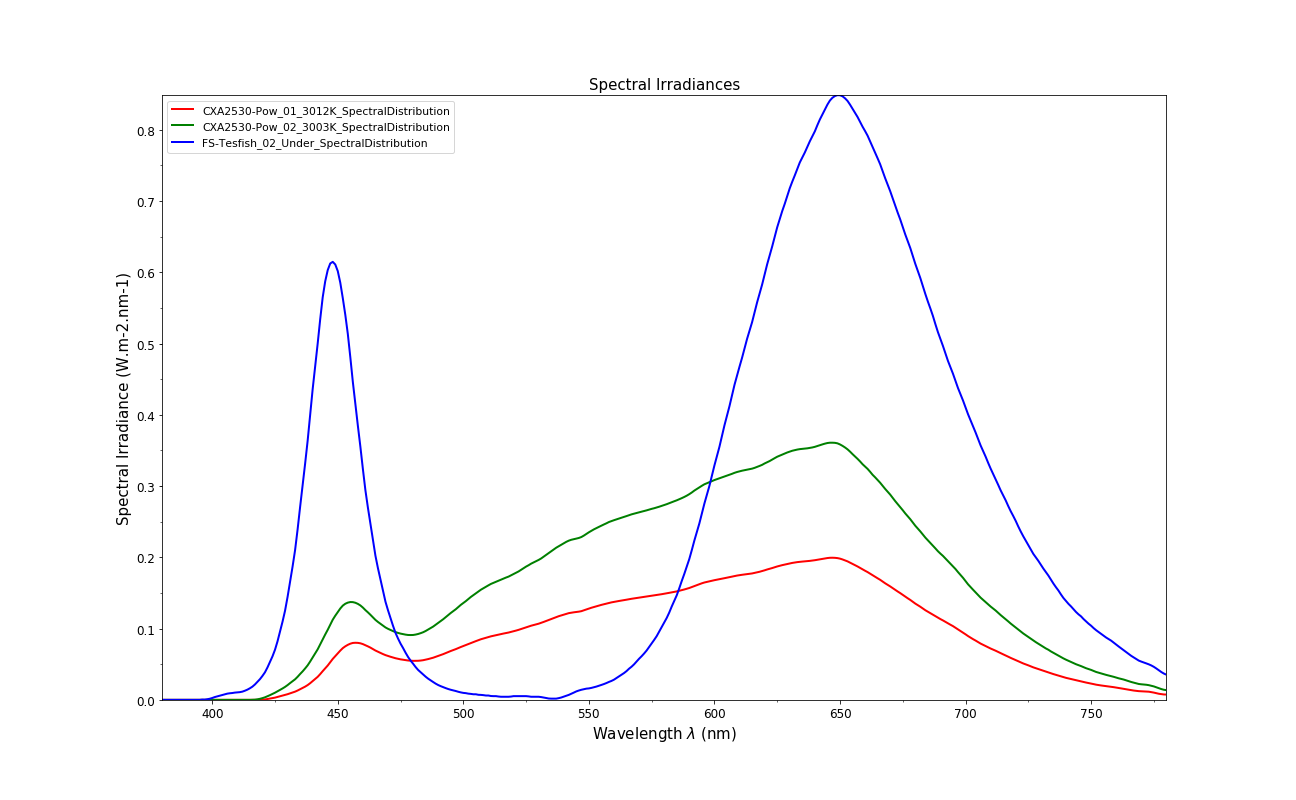 Spectral Irradiances
CXA2530-Pow_01_3012K_SpectralDistribution
CXA2530-Pow_02_3003K_SpectralDistribution
FS-Tesfish_02_Under_SpectralDistribution
Spectral Irradiance (W.m-2.nm-1)
0.8
0.7
0.6
0.5
0.4
0.3
0.2
0.1
0.0
400 450 500 550 600 650 700 750
Wavelength λ (nm)